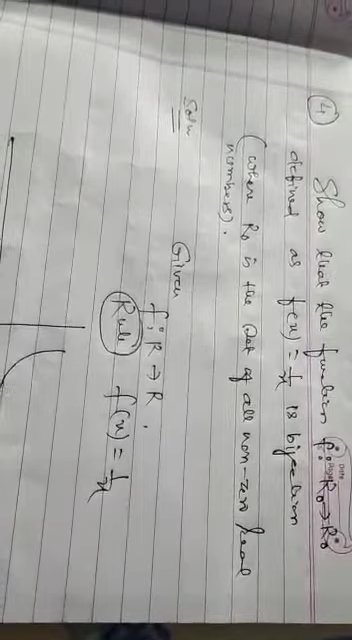 ④ Show that the function f: R₀ → R₀
defined as f(x) = 1/x is bijection
(where R₀ is the set of all non-zero real
numbers).
Soln
Given
f: R → R.
Rule f(x) = 1/x